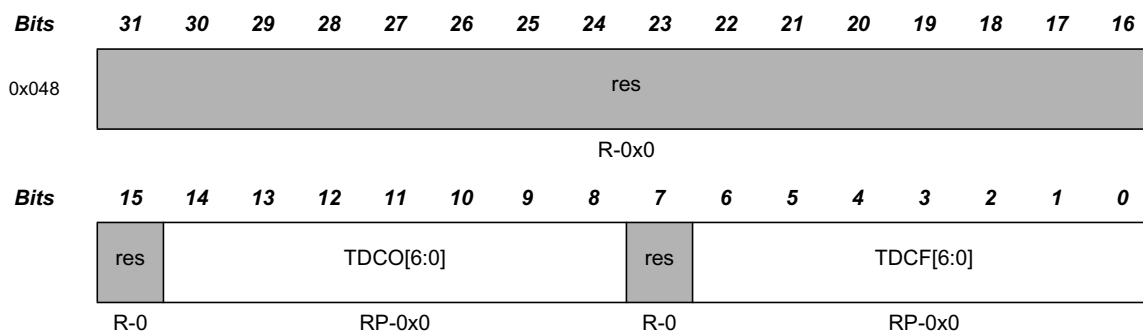 Bits 31 30 29 28 27 26 25 24 23 22 21 20 19 18 17 16
0x048 res
R-0x0
Bits 15 14 13 12 11 10 9 8 7 6 5 4 3 2 1 0
res TDCO[6:0] res TDCF[6:0]
R-0 RP-0x0 R-0 RP-0x0